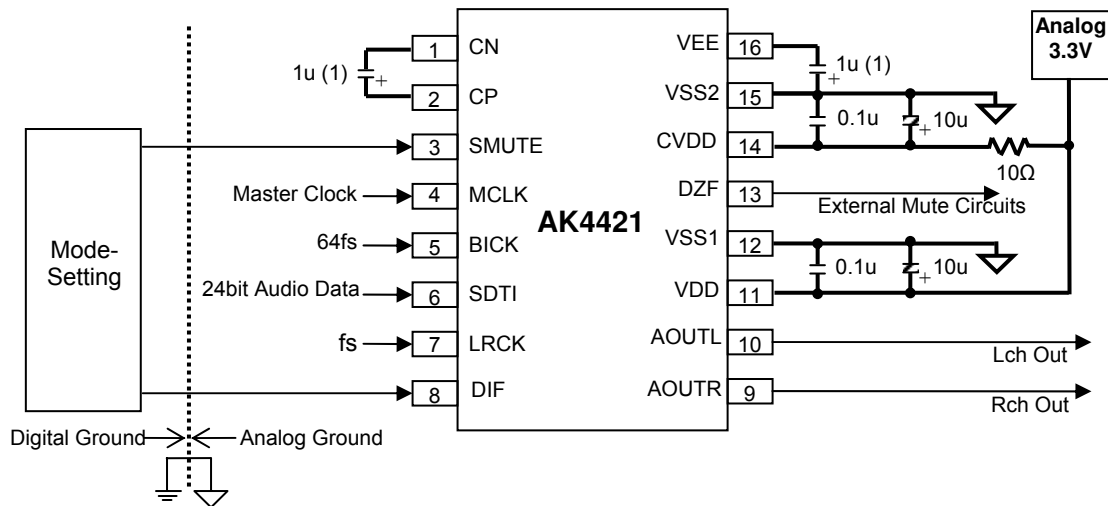 1 CN
1u (1) +
2 CP
3 SMUTE
Master Clock 4 MCLK
64fs 5 BICK
24bit Audio Data 6 SDTI
fs 7 LRCK
8 DIF
Mode-
Setting
AK4421
VEE 16
1u (1) +
VSS2 15
0.1u + 10u
CVDD 14
10Ω
DZF 13
External Mute Circuits
VSS1 12
0.1u + 10u
VDD 11
AOUTL 10
Lch Out
AOUTR 9
Rch Out
Analog
3.3V
Digital Ground Analog Ground